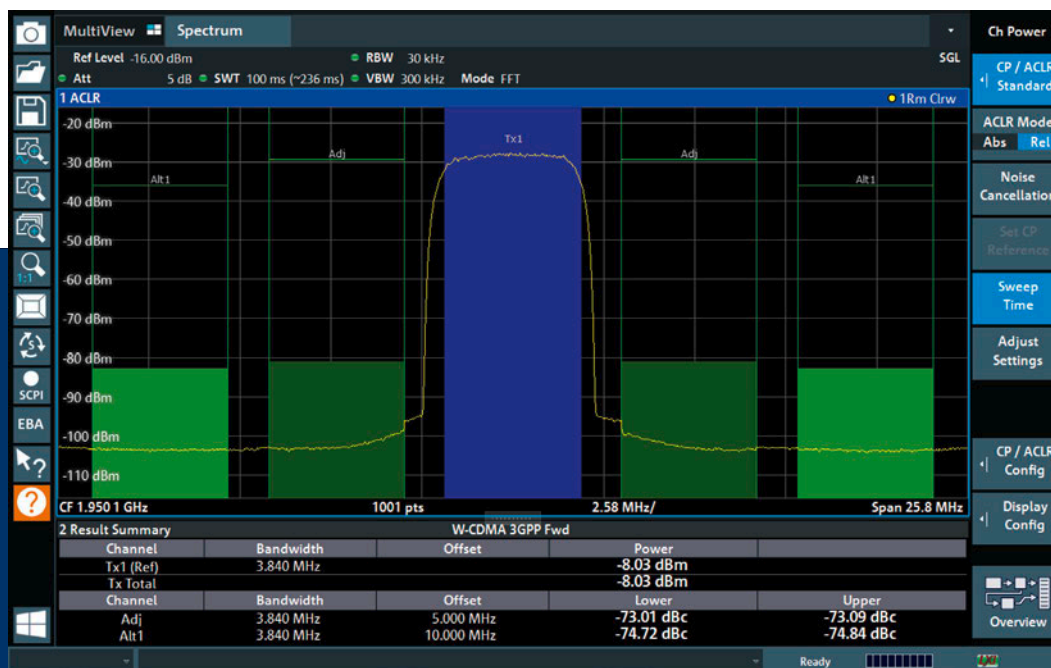 MultiView Spectrum
Ch Power
Ref Level -16.00 dBm RBW 30 kHz SGL
Att 5 dB SWT 100 ms (~236 ms) VBW 300 kHz Mode FFT
CP / ACLR
Standard
1 ACLR 1Rm Clrw
ACLR Mode
Abs Rel
-20 dBm
Tx1
Adj Adj
-30 dBm
Alt1 Alt1
Noise
Cancellation
-40 dBm
Set CP
Reference
-50 dBm
-60 dBm
1:1
Sweep
Time
-70 dBm
Adjust
Settings
-80 dBm
SCPI
-90 dBm
EBA
-100 dBm
CP / ACLR
Config
-110 dBm
CF 1.950 1 GHz 1001 pts 2.58 MHz/ Span 25.8 MHz
Display
Config
2 Result Summary W-CDMA 3GPP Fwd
Channel Bandwidth Offset Power
Tx1 (Ref) 3.840 MHz -8.03 dBm
Tx Total -8.03 dBm
Channel Bandwidth Offset Lower Upper
Adj 3.840 MHz 5.000 MHz -73.01 dBc -73.09 dBc
Alt1 3.840 MHz 10.000 MHz -74.72 dBc -74.84 dBc
Overview
Ready